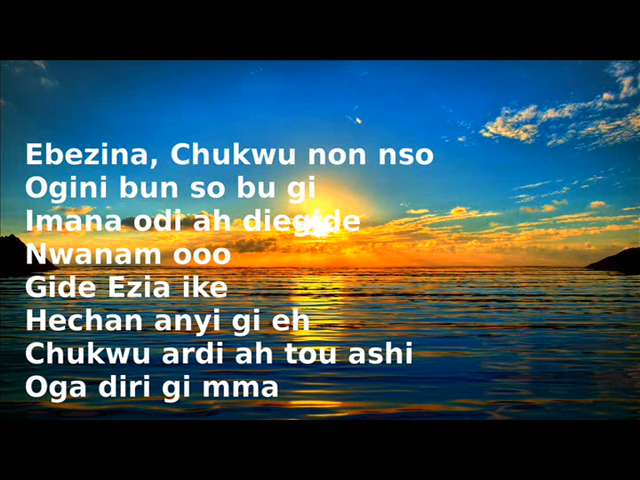 Ebezina, Chukwu non nso
Ogini bun so bu gi
Imana odi ah diegide
Nwanam ooo
Gide Ezia ike
Hechan anyi gi eh
Chukwu ardi ah tou ashi
Oga diri gi mma